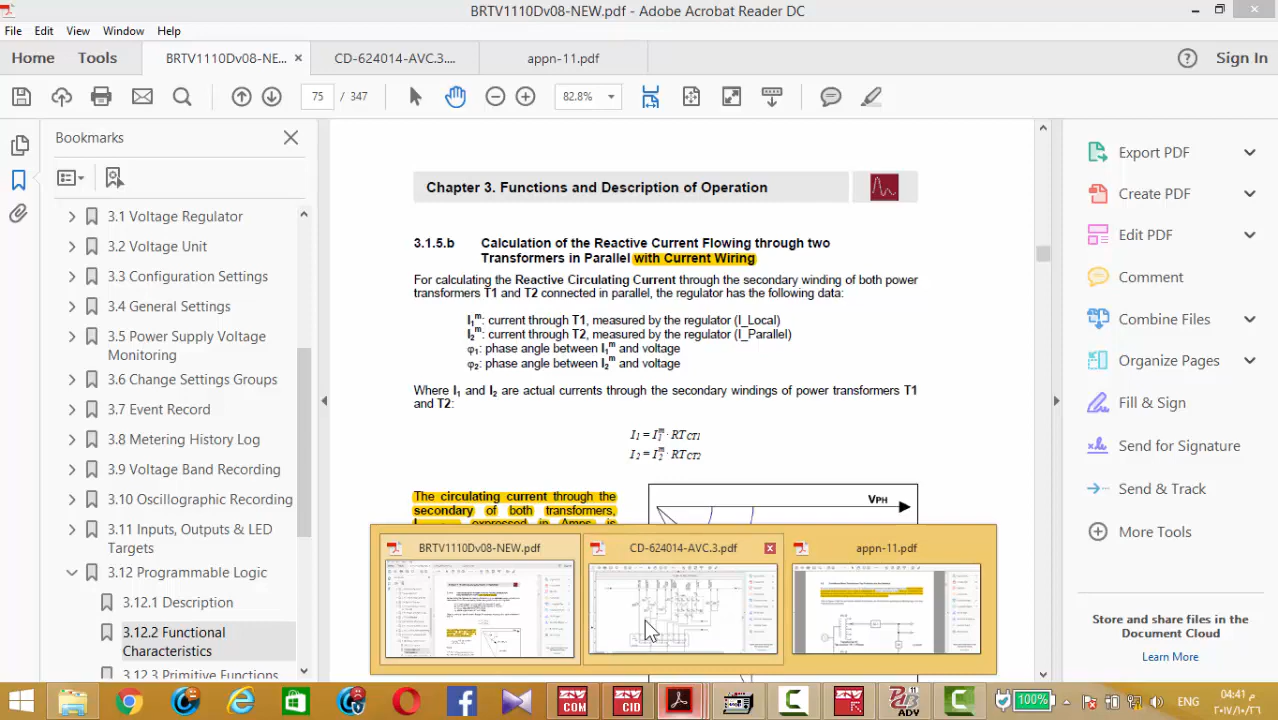 BRTV1110Dv08-NEW.pdf - Adobe Acrobat Reader DC
File Edit View Window Help
Home Tools BRTV1110Dv08-NE... CD-624014-AVC.3.... appn-11.pdf Sign In
75 / 347 82.8%
Bookmarks
3.1 Voltage Regulator
3.2 Voltage Unit
3.3 Configuration Settings
3.4 General Settings
3.5 Power Supply Voltage
Monitoring
3.6 Change Settings Groups
3.7 Event Record
3.8 Metering History Log
3.9 Voltage Band Recording
3.10 Oscillographic Recording
3.11 Inputs, Outputs & LED
Targets
3.12 Programmable Logic
3.12.1 Description
3.12.2 Functional
Characteristics
3.12.3 Primitive Functions
Chapter 3. Functions and Description of Operation
3.1.5.b Calculation of the Reactive Current Flowing through two
Transformers in Parallel with Current Wiring
For calculating the Reactive Circulating Current through the secondary winding of both power
transformers T1 and T2 connected in parallel, the regulator has the following data:
I₁ᵐ: current through T1, measured by the regulator (I_Local)
I₂ᵐ: current through T2, measured by the regulator (I_Parallel)
φ₁: phase angle between I₁ᵐ and voltage
φ₂: phase angle between I₂ᵐ and voltage
Where I₁ and I₂ are actual currents through the secondary windings of power transformers T1
and T2:
I₁ = I₁ᵐ · RT_CT1
I₂ = I₂ᵐ · RT_CT2
The circulating current through the
secondary of both transformers,
expressed in Amps, is
VPH
Export PDF
Create PDF
Edit PDF
Comment
Combine Files
Organize Pages
Fill & Sign
Send for Signature
Send & Track
More Tools
Store and share files in the
Document Cloud
Learn More
BRTV1110Dv08-NEW.pdf CD-624014-AVC.3.pdf appn-11.pdf
ZIV COM ZIV CID ADV 100% ENG
04:41 م
٢٠١٧/١٠/٢٦